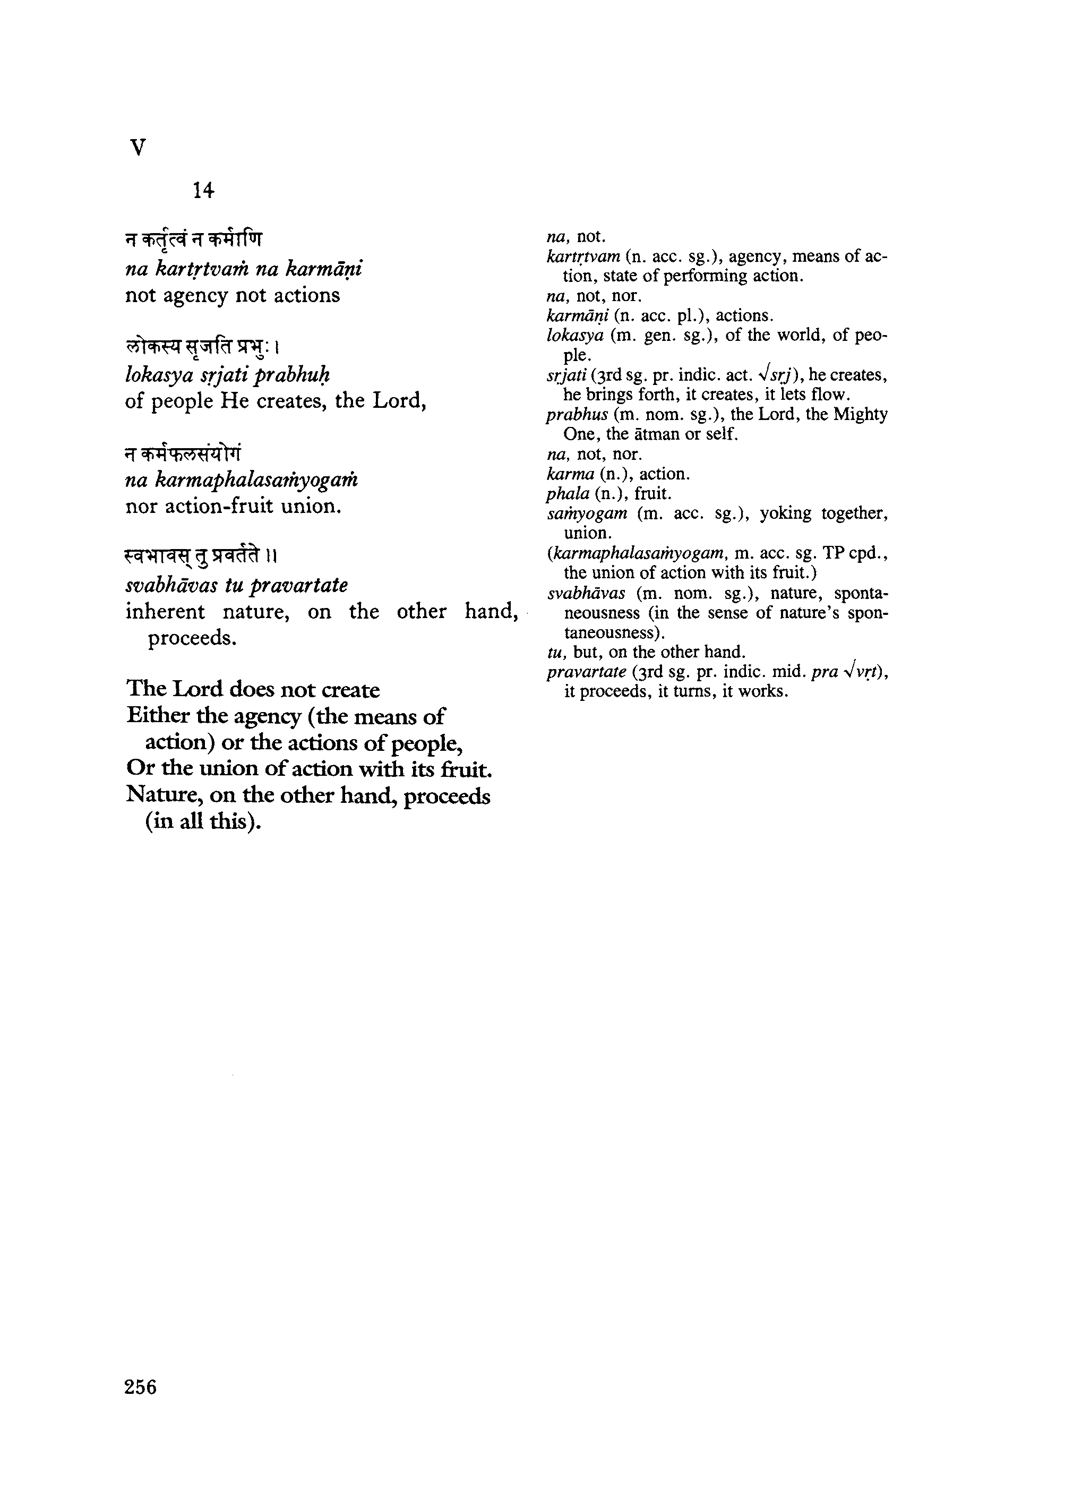 V
14
न कर्तृत्वं न कर्माणि
na kartṛtvaṁ na karmāṇi
not agency not actions
लोकस्य सृजति प्रभुः ।
lokasya sṛjati prabhuḥ
of people He creates, the Lord,
न कर्मफलसंयोगं
na karmaphalasaṁyogaṁ
nor action-fruit union.
स्वभावस् तु प्रवर्तते ॥
svabhāvas tu pravartate
inherent nature, on the other hand,
proceeds.
The Lord does not create
Either the agency (the means of
action) or the actions of people,
Or the union of action with its fruit.
Nature, on the other hand, proceeds
(in all this).
na, not.
kartṛtvam (n. acc. sg.), agency, means of ac-
tion, state of performing action.
na, not, nor.
karmāṇi (n. acc. pl.), actions.
lokasya (m. gen. sg.), of the world, of peo-
ple.
sṛjati (3rd sg. pr. indic. act. √sṛj), he creates,
he brings forth, it creates, it lets flow.
prabhus (m. nom. sg.), the Lord, the Mighty
One, the ātman or self.
na, not, nor.
karma (n.), action.
phala (n.), fruit.
saṁyogam (m. acc. sg.), yoking together,
union.
(karmaphalasaṁyogam, m. acc. sg. TP cpd.,
the union of action with its fruit.)
svabhāvas (m. nom. sg.), nature, sponta-
neousness (in the sense of nature's spon-
taneousness).
tu, but, on the other hand.
pravartate (3rd sg. pr. indic. mid. pra √vṛt),
it proceeds, it turns, it works.
256